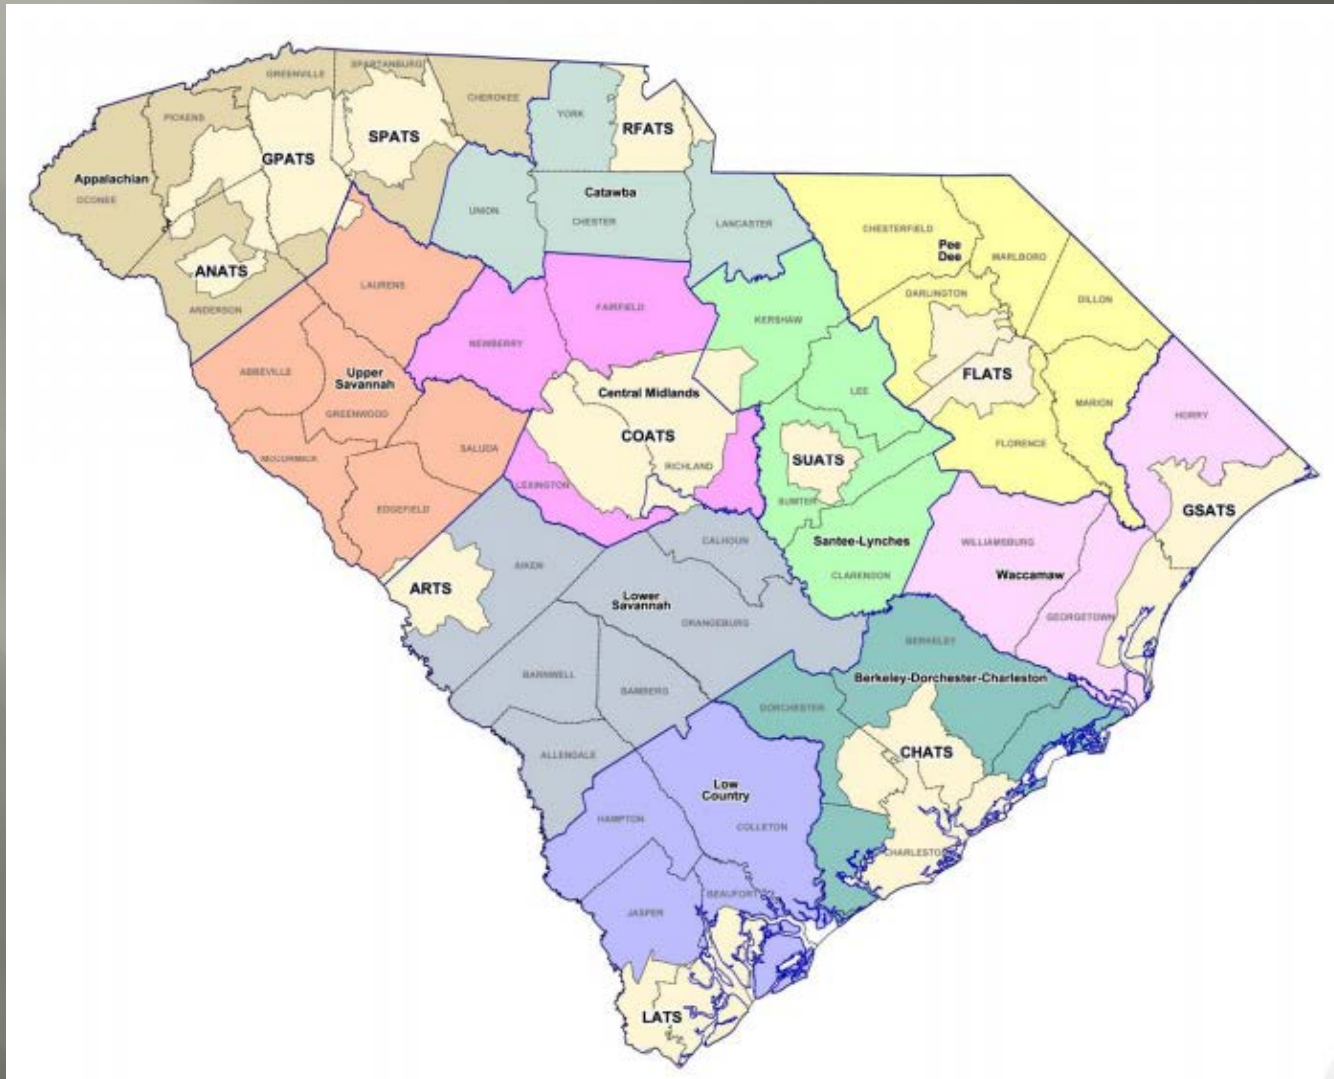 GREENVILLE
SPARTANBURG
CHEROKEE
PICKENS
YORK
RFATS
SPATS
GPATS
Appalachian
OCONEE
UNION
Catawba
CHESTER
LANCASTER
CHESTERFIELD
Pee
Dee
MARLBORO
ANATS
ANDERSON
LAURENS
DARLINGTON
DILLON
FAIRFIELD
KERSHAW
NEWBERRY
ABBEVILLE
Upper
Savannah
GREENWOOD
Central Midlands
LEE
FLATS
MARION
HORRY
COATS
SALUDA
RICHLAND
SUATS
FLORENCE
MCCORMICK
LEXINGTON
SUMTER
EDGEFIELD
GSATS
CALHOUN
Santee-Lynches
WILLIAMSBURG
AIKEN
CLARENDON
Waccamaw
ARTS
Lower
Savannah
ORANGEBURG
GEORGETOWN
BERKELEY
BARNWELL
BAMBERG
Berkeley-Dorchester-Charleston
DORCHESTER
ALLENDALE
CHATS
Low
Country
HAMPTON
COLLETON
CHARLESTON
BEAUFORT
JASPER
LATS